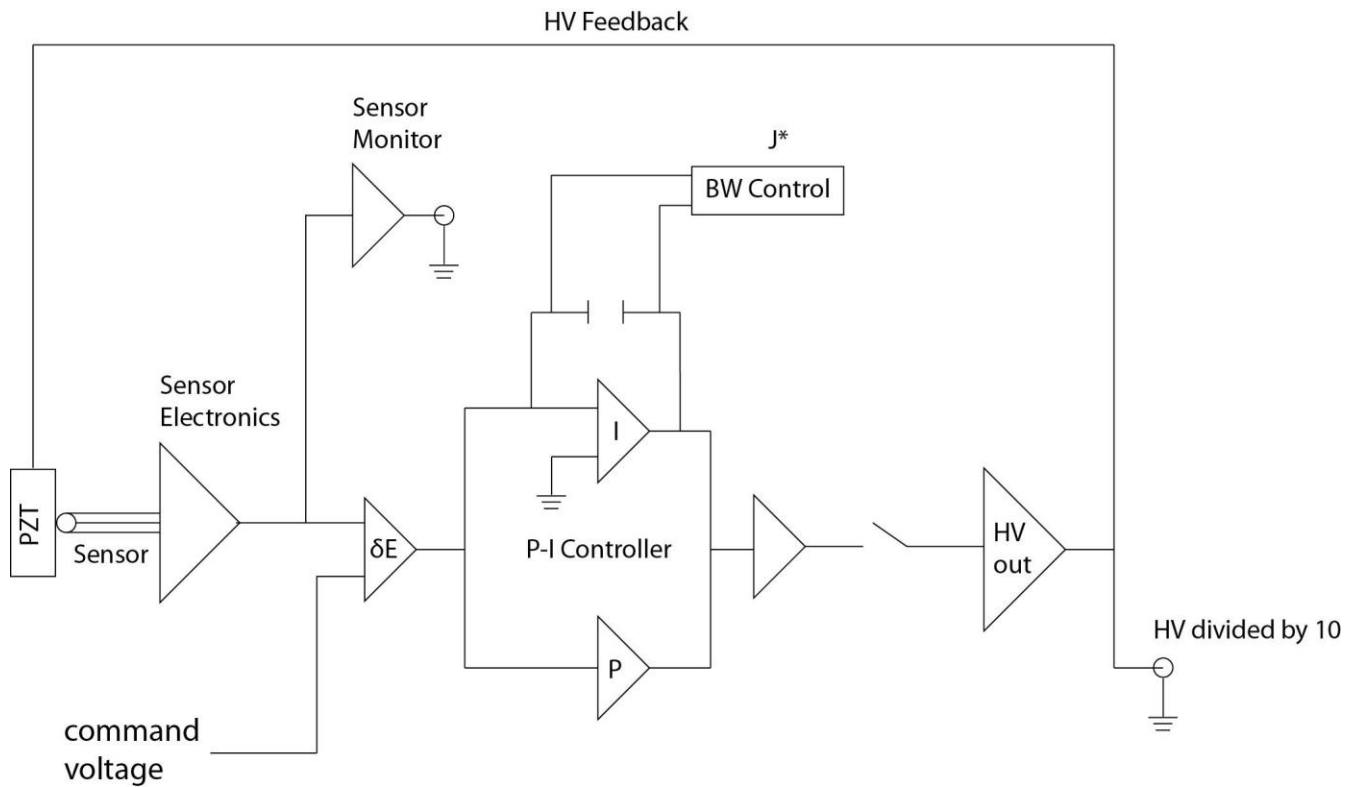 HV Feedback
Sensor
Monitor
J*
BW Control
Sensor
Electronics
I
PZT
Sensor
δE
P-I Controller
HV
out
P
HV divided by 10
command
voltage